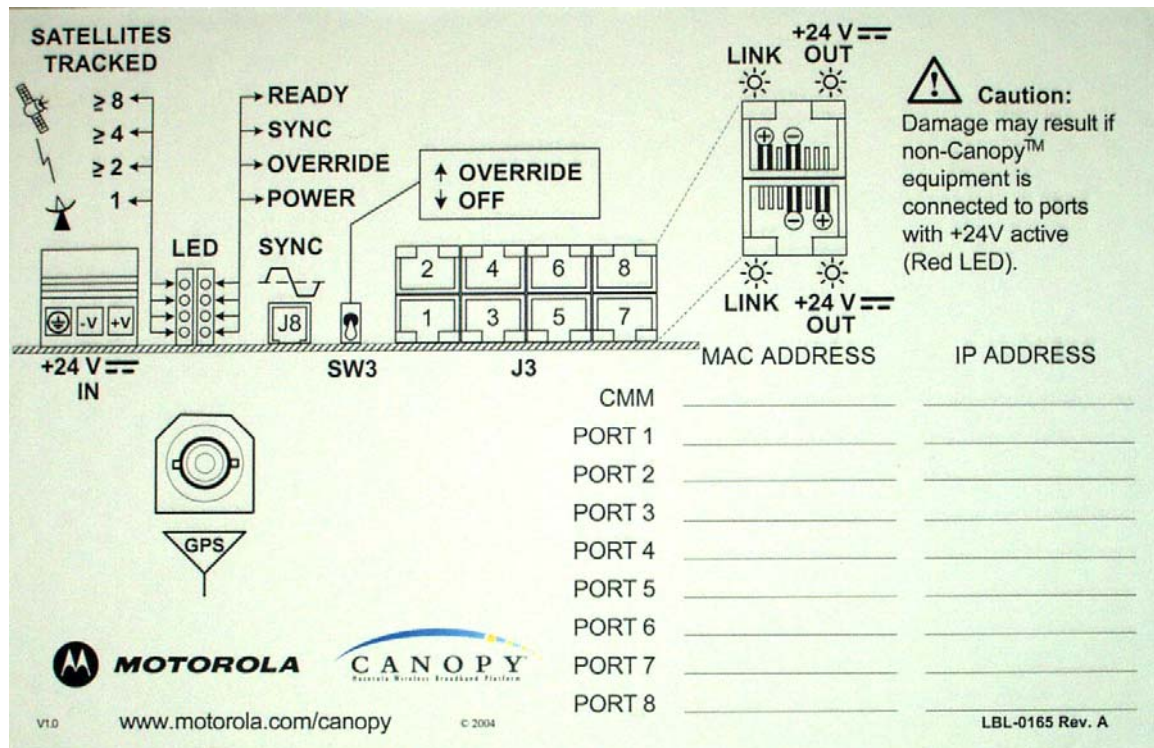 SATELLITES
TRACKED
≥ 8
≥ 4
≥ 2
1
READY
SYNC
OVERRIDE
POWER
LED
SYNC
OVERRIDE
OFF
-V
+V
J8
2 4 6 8
1 3 5 7
+24 V
IN
SW3
J3
LINK
+24 V
OUT
LINK
+24 V
OUT
Caution:
Damage may result if
non-Canopy™
equipment is
connected to ports
with +24V active
(Red LED).
MAC ADDRESS IP ADDRESS
CMM
PORT 1
PORT 2
PORT 3
PORT 4
PORT 5
PORT 6
PORT 7
PORT 8
GPS
MOTOROLA
CANOPY
Motorola Wireless Broadband Platform
V1.0
www.motorola.com/canopy
© 2004
LBL-0165 Rev. A